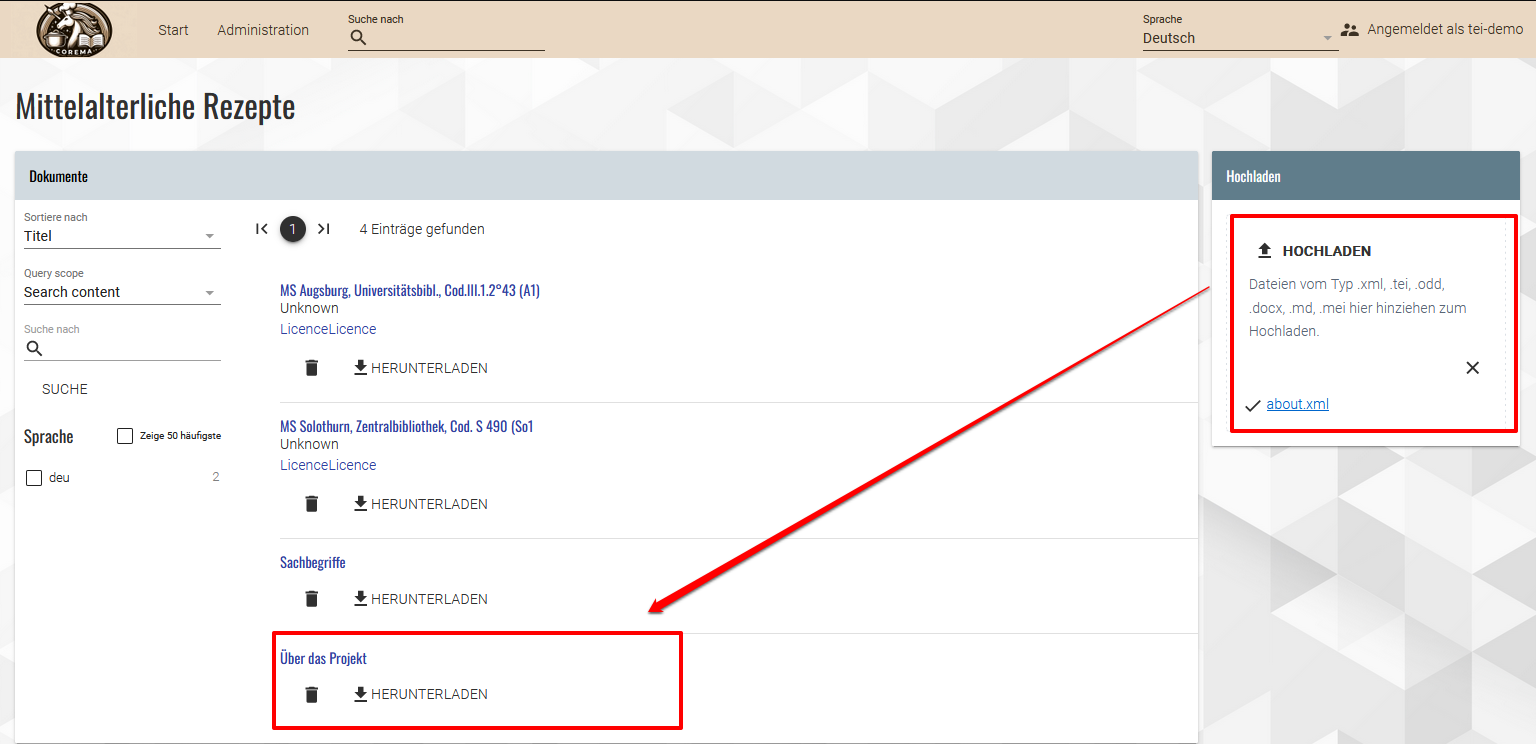 COREMA
Start
Administration
Suche nach
Sprache
Deutsch
Angemeldet als tei-demo
Mittelalterliche Rezepte
Dokumente
Sortiere nach
Titel
Query scope
Search content
Suche nach
SUCHE
Sprache
Zeige 50 häufigste
deu
2
1
4 Einträge gefunden
MS Augsburg, Universitätsbibl., Cod.III.1.2°43 (A1)
Unknown
LicenceLicence
HERUNTERLADEN
MS Solothurn, Zentralbibliothek, Cod. S 490 (So1
Unknown
LicenceLicence
HERUNTERLADEN
Sachbegriffe
HERUNTERLADEN
Über das Projekt
HERUNTERLADEN
Hochladen
HOCHLADEN
Dateien vom Typ .xml, .tei, .odd,
.docx, .md, .mei hier hinziehen zum
Hochladen.
about.xml